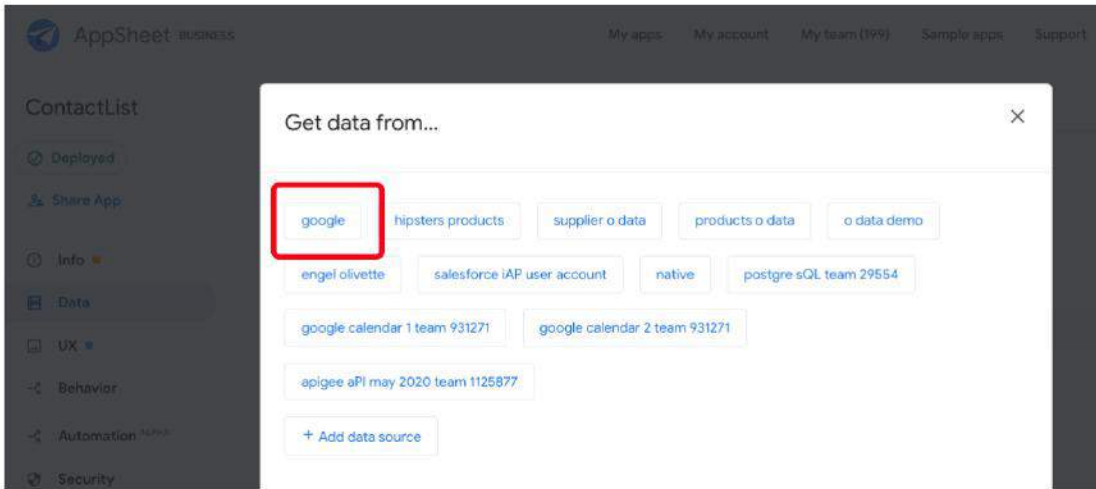 AppSheet BUSINESS My apps My account My team (199) Sample apps Support
ContactList
Get data from...
Deployed
Share App
google hipsters products supplier o data products o data o data demo
Info
engel olivette salesforce iAP user account native postgre sQL team 29554
Data
google calendar 1 team 931271 google calendar 2 team 931271
UX
apigee aPI may 2020 team 1125877
Behavior
+ Add data source
Automation
Security